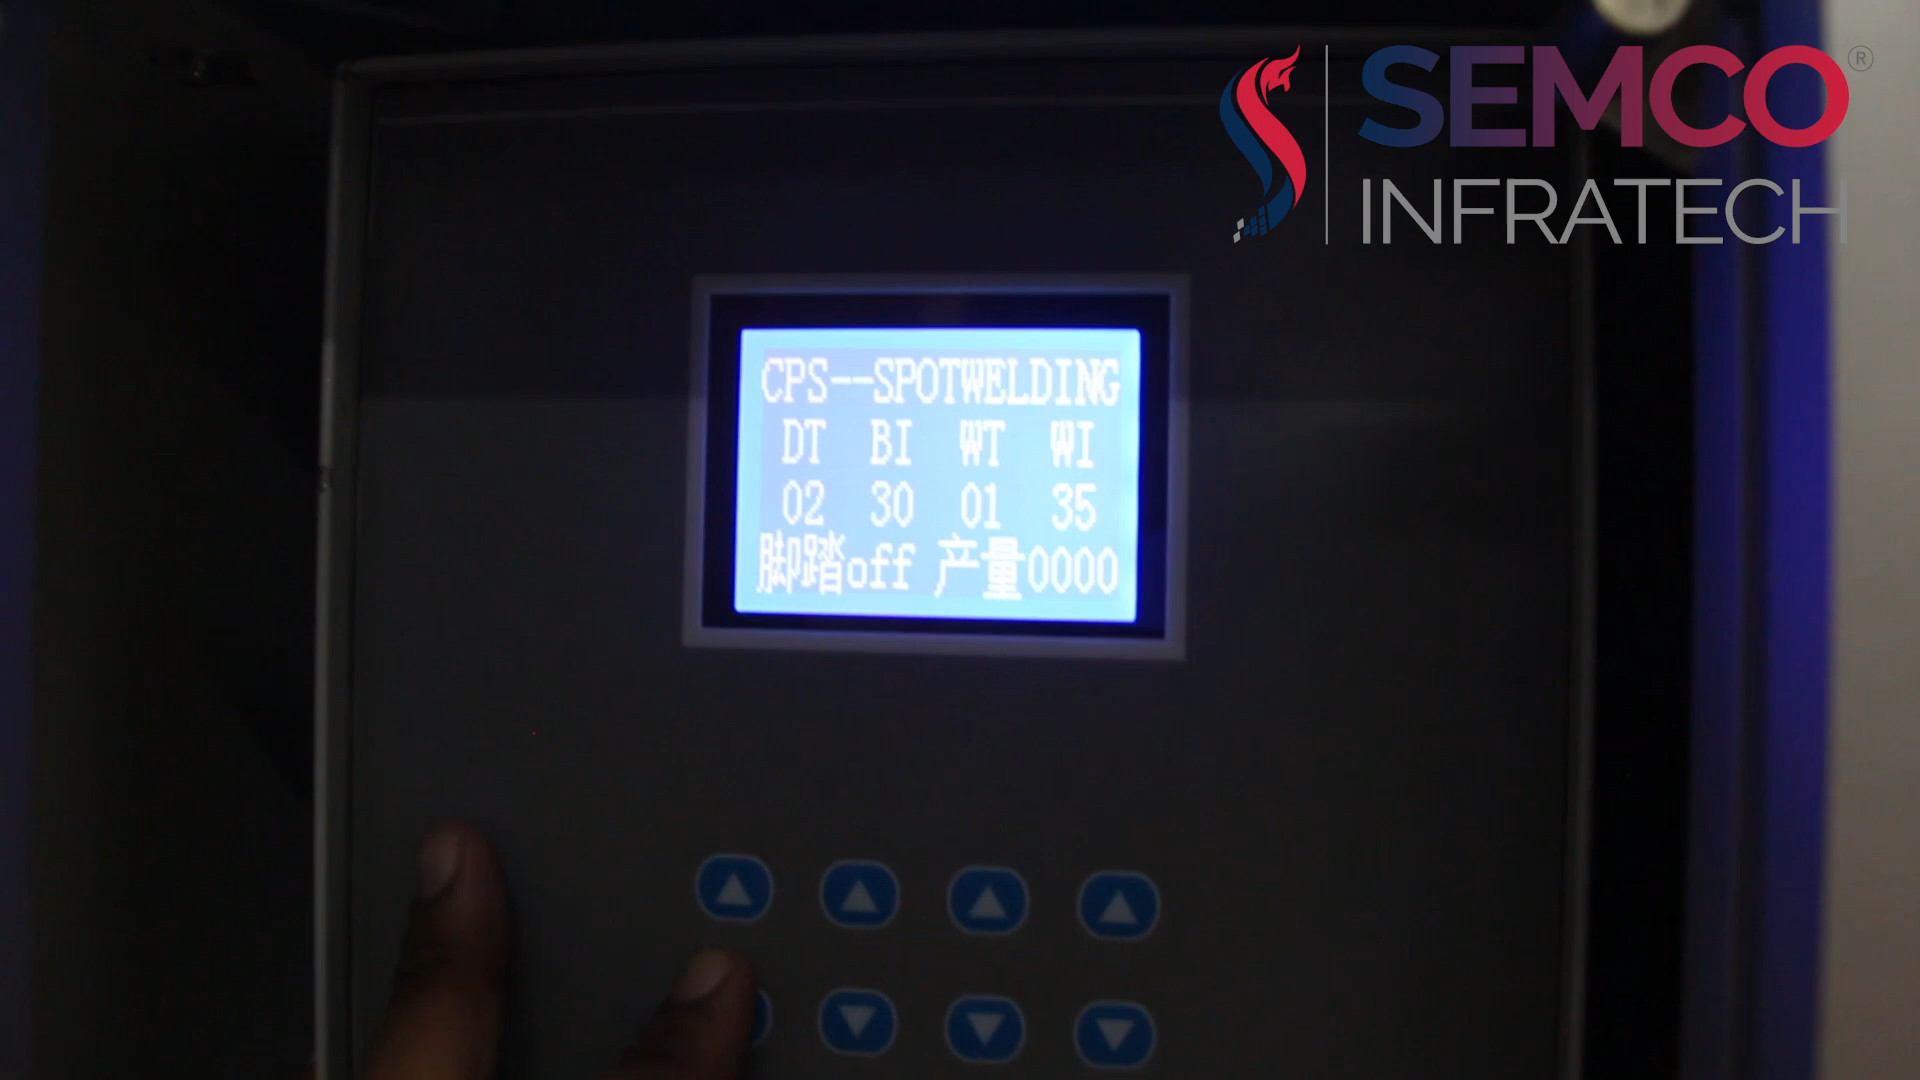 SEMCO ®
INFRATECH
CPS--SPOTWELDING
DT BI WT WI
02 30 01 35
脚踏off 产量0000